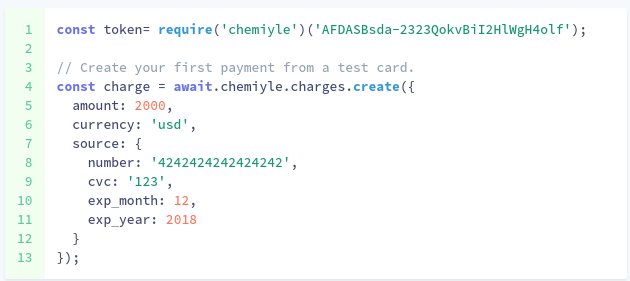 1 const token= require('chemiyle')('AFDASBsda-2323QokvBiI2HlWgH4olf');
2
3 // Create your first payment from a test card.
4 const charge = await.chemiyle.charges.create({
5 amount: 2000,
6 currency: 'usd',
7 source: {
8 number: '4242424242424242',
9 cvc: '123',
10 exp_month: 12,
11 exp_year: 2018
12 }
13 });